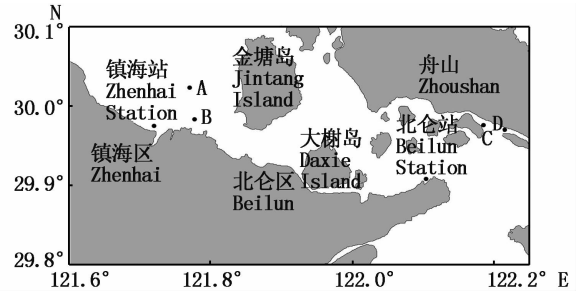 N
30.1°
30.0°
29.9°
29.8°
121.6°
121.8°
122.0°
122.2° E
镇海站
Zhenhai
Station
A
B
金塘岛
Jintang
Island
舟山
Zhoushan
镇海区
Zhenhai
北仑区
Beilun
大榭岛
Daxie
Island
北仑站
Beilun
Station
C
D